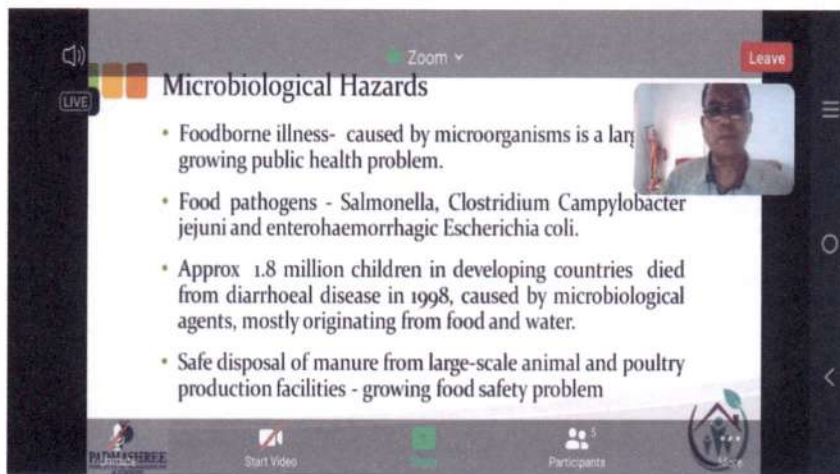 Zoom
Leave
LIVE
Microbiological Hazards
• Foodborne illness- caused by microorganisms is a
growing public health problem.
• Food pathogens - Salmonella, Clostridium Campylobacter
jejuni and enterohaemorrhagic Escherichia coli.
• Approx 1.8 million children in developing countries died
from diarrhoeal disease in 1998, caused by microbiological
agents, mostly originating from food and water.
• Safe disposal of manure from large-scale animal and poultry
production facilities - growing food safety problem
5
PADMASHREE
Start Video
Participants